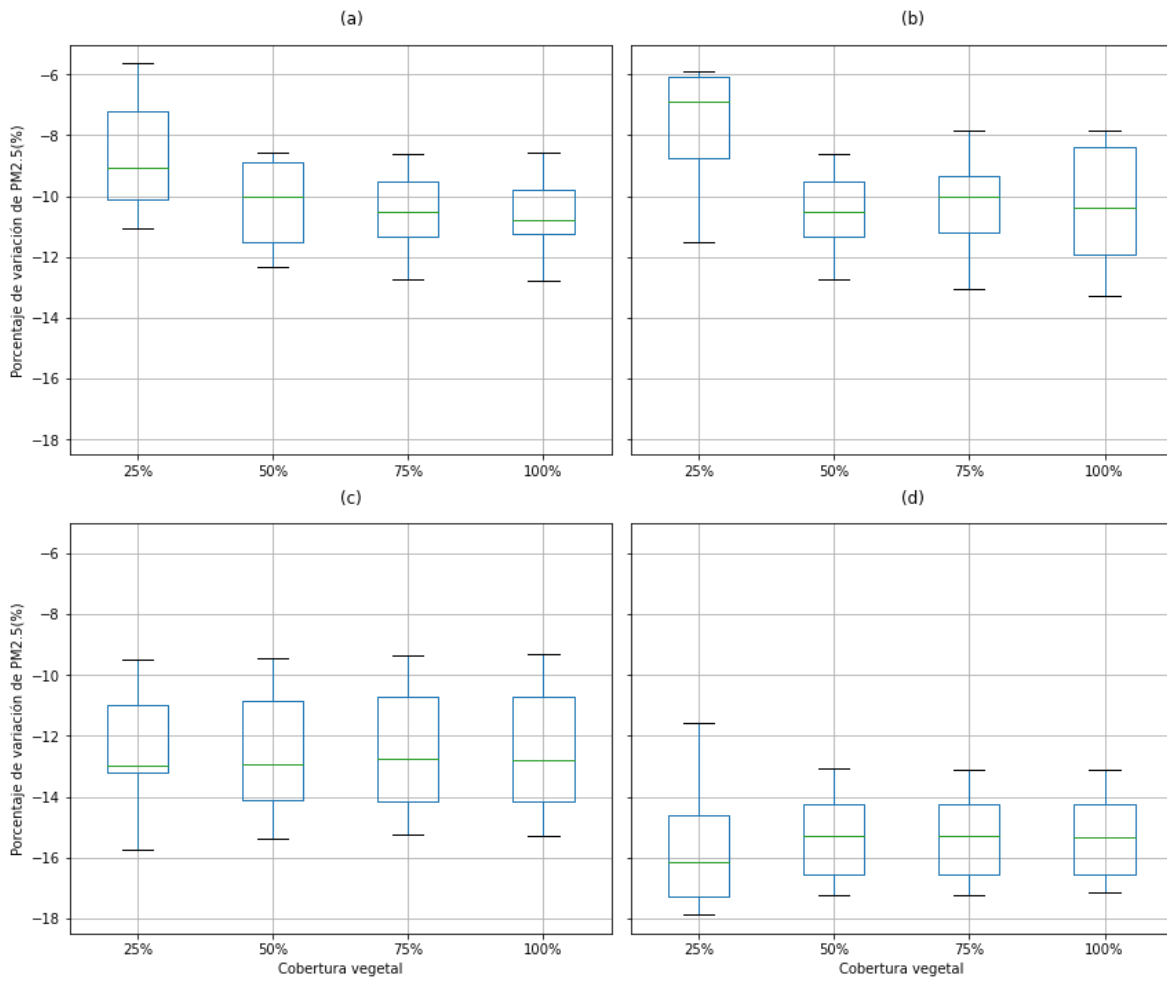 (a)
(b)
Porcentaje de variación de PM2.5(%)
−6
−8
−10
−12
−14
−16
−18
25% 50% 75% 100%
25% 50% 75% 100%
(c)
(d)
Porcentaje de variación de PM2.5(%)
−6
−8
−10
−12
−14
−16
−18
25% 50% 75% 100%
25% 50% 75% 100%
Cobertura vegetal
Cobertura vegetal